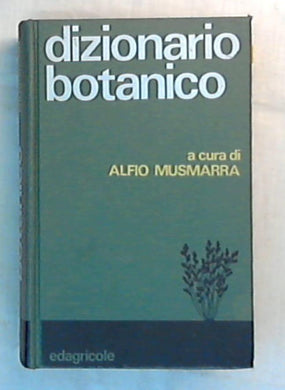 dizionario
botanico
a cura di
ALFIO MUSMARRA
edagricole